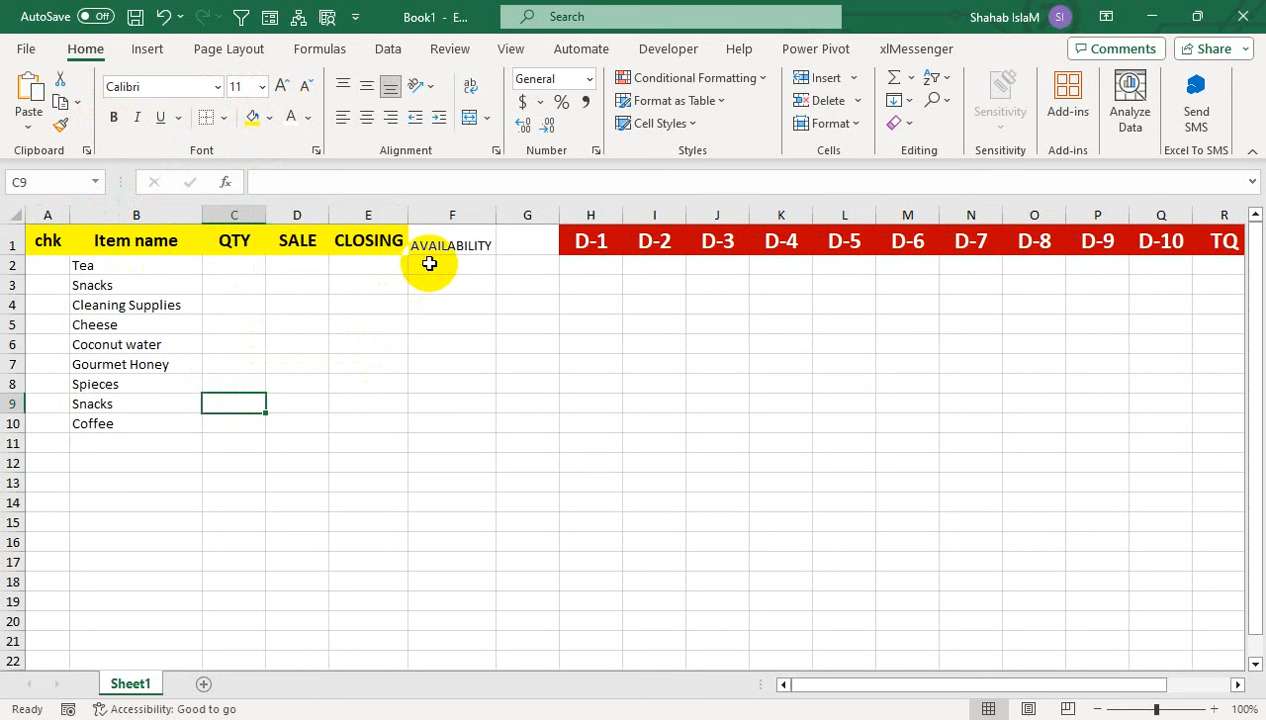 AutoSave Off Book1 - E... Search Shahab IslaM SI
File Home Insert Page Layout Formulas Data Review View Automate Developer Help Power Pivot xlMessenger Comments Share
Paste Calibri 11 General Conditional Formatting Insert Sensitivity Add-ins Analyze Data Send SMS
B I U A $ % Format as Table Delete
Cell Styles Format
Clipboard Font Alignment Number Styles Cells Editing Sensitivity Add-ins Excel To SMS
C9 fx
A B C D E F G H I J K L M N O P Q R
1 chk Item name QTY SALE CLOSING AVAILABILITY D-1 D-2 D-3 D-4 D-5 D-6 D-7 D-8 D-9 D-10 TQ
2 Tea
3 Snacks
4 Cleaning Supplies
5 Cheese
6 Coconut water
7 Gourmet Honey
8 Spieces
9 Snacks
10 Coffee
11
12
13
14
15
16
17
18
19
20
21
22
Sheet1
Ready Accessibility: Good to go 100%